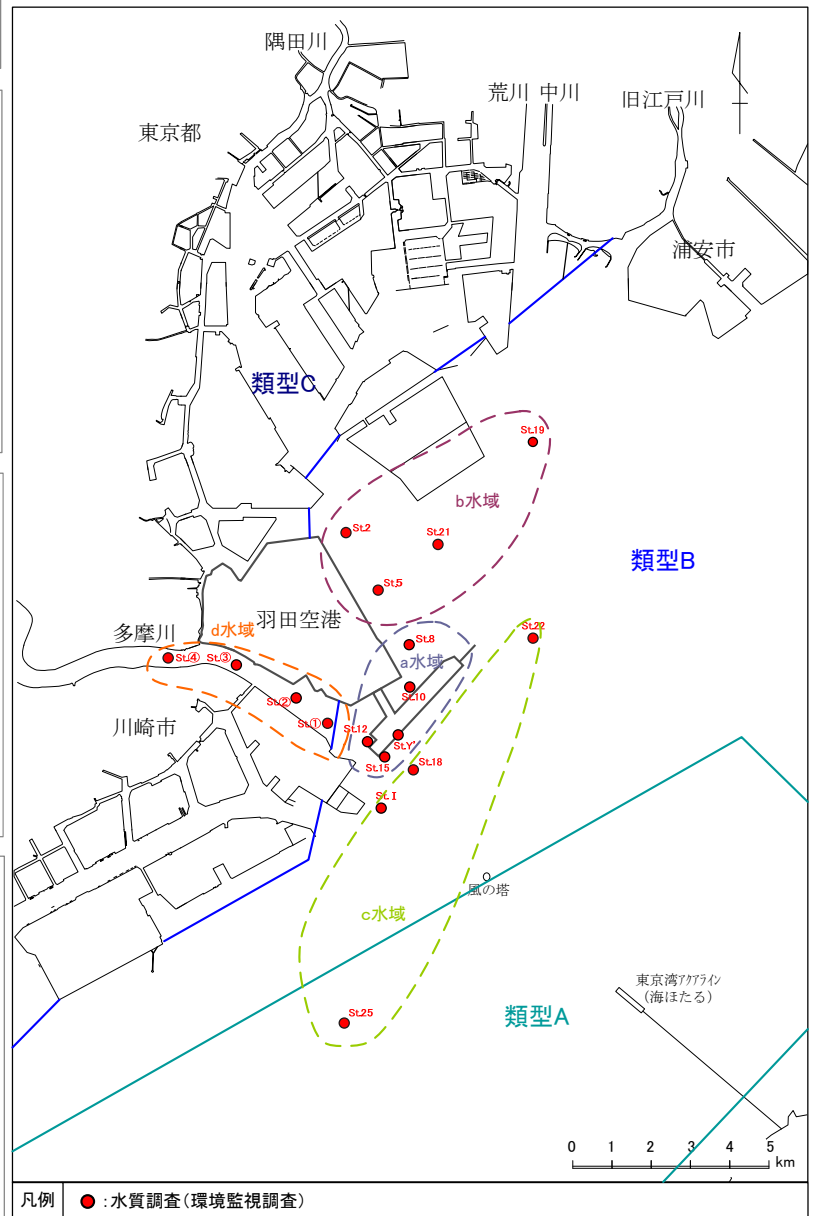 隅田川
荒川 中川
旧江戸川
東京都
浦安市
類型C
St.19
b水域
St.2
St.21
St.5
類型B
羽田空港
多摩川
d水域
St.22
St.8
St.④
St.③
a水域
St.10
St.②
川崎市
St.①
St.12
St.Y'
St.15
St.18
St.I
風の塔
c水域
東京湾アクアライン
(海ほたる)
St.25
類型A
0 1 2 3 4 5
km
凡例
:水質調査(環境監視調査)